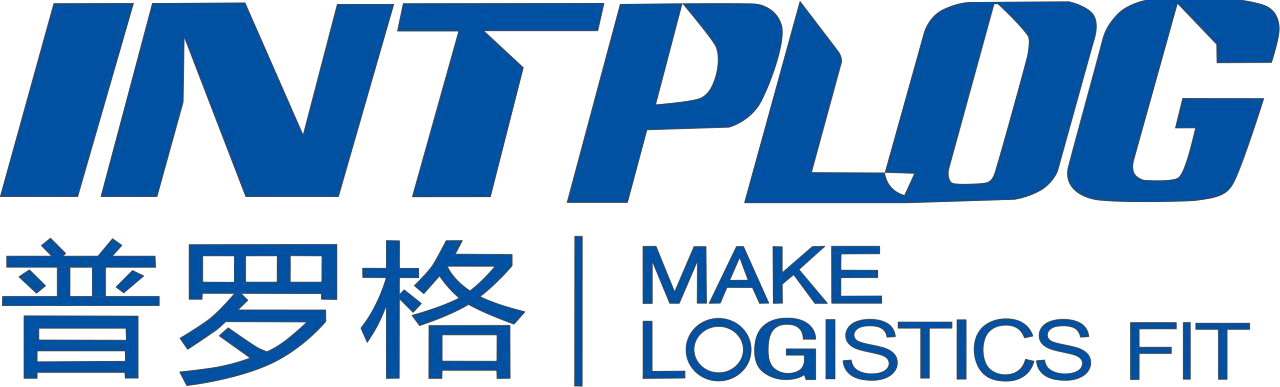 INTPLOG
普罗格
MAKE
LOGISTICS FIT